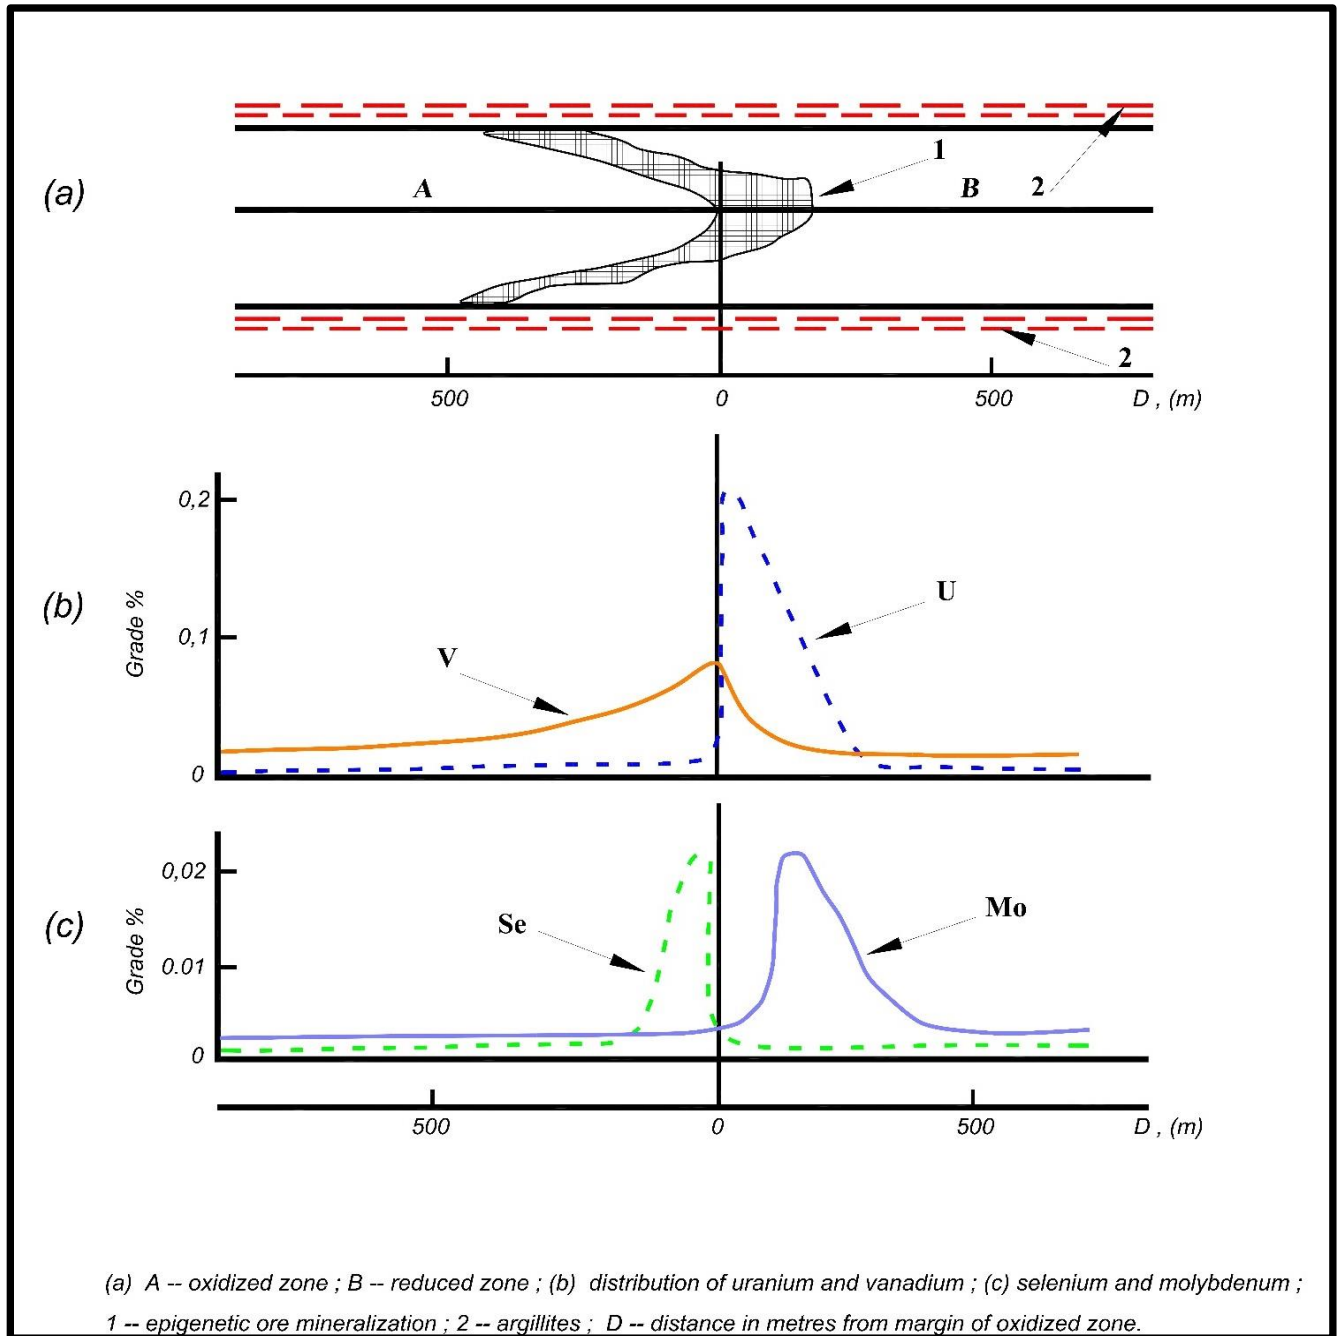 (a)
A
B
1
2
2
500
0
500
D , (m)
(b)
Grade %
0,2
0,1
0
V
U
(c)
Grade %
0,02
0.01
0
Se
Mo
500
0
500
D , (m)
(a) A -- oxidized zone ; B -- reduced zone ; (b) distribution of uranium and vanadium ; (c) selenium and molybdenum ;
1 -- epigenetic ore mineralization ; 2 -- argillites ; D -- distance in metres from margin of oxidized zone.